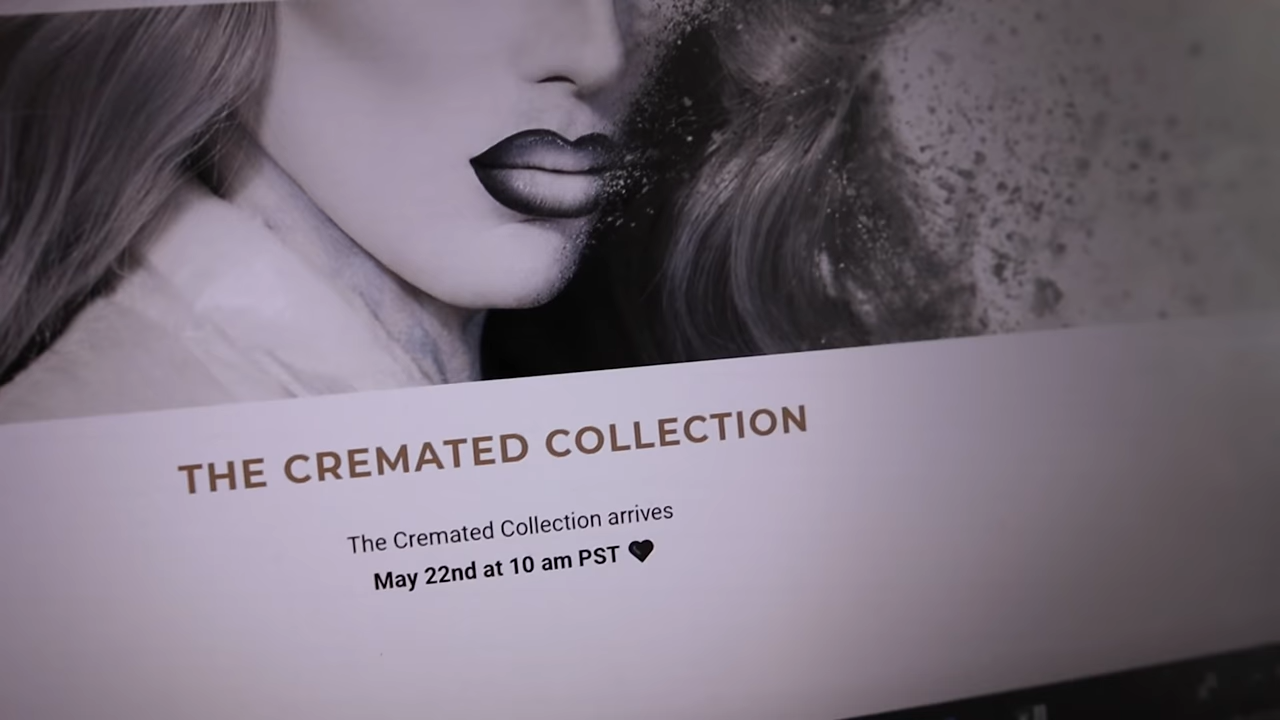 THE CREMATED COLLECTION
The Cremated Collection arrives
May 22nd at 10 am PST 🖤